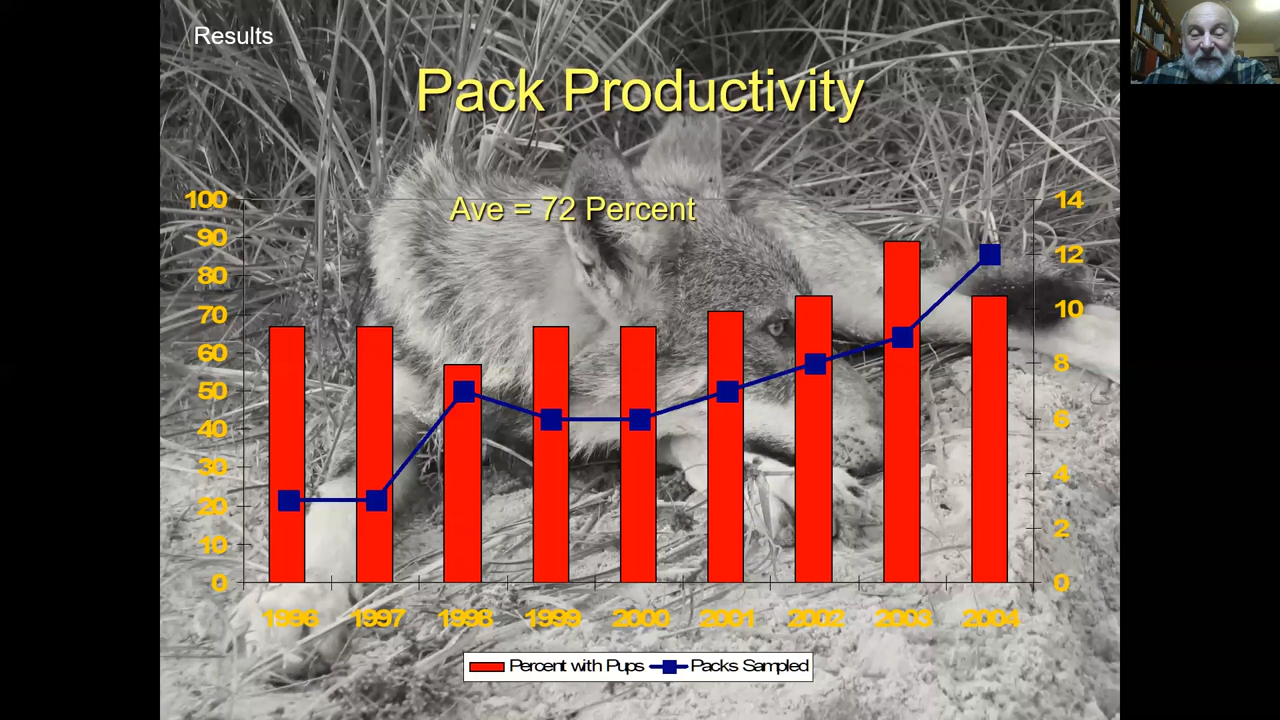 Results
Pack Productivity
Ave = 72 Percent
100 14
90
80 12
70 10
60 8
50
40 6
30 4
20 2
10
0 0
1996 1997 1998 1999 2000 2001 2002 2003 2004
Percent with Pups Packs Sampled